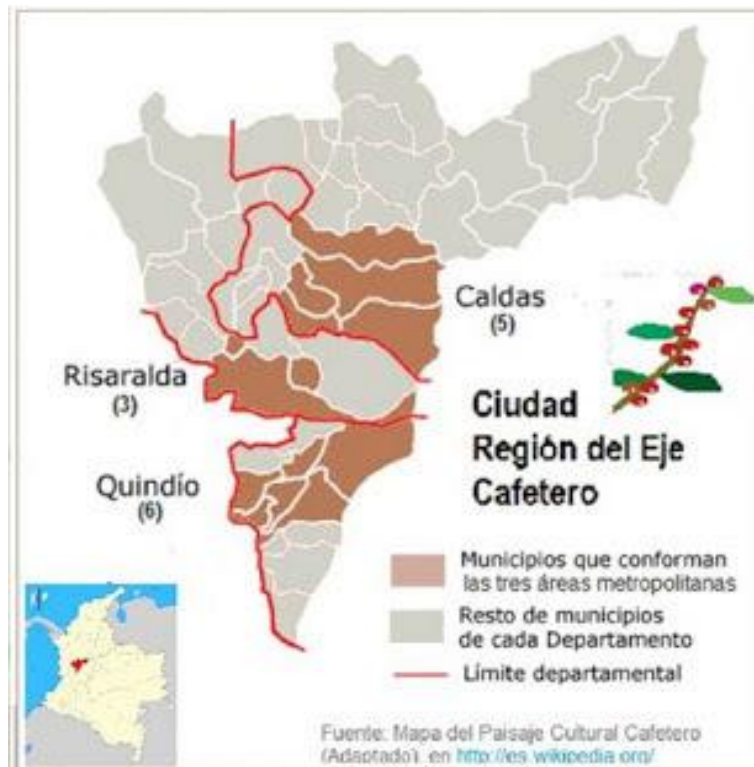 Caldas
(5)
Risaralda
(3)
Ciudad
Región del Eje
Cafetero
Quindío
(6)
Municipios que conforman
las tres áreas metropolitanas
Resto de municipios
de cada Departamento
Límite departamental
Fuente: Mapa del Paisaje Cultural Cafetero
(Adaptado) en http://es.wikipedia.org/